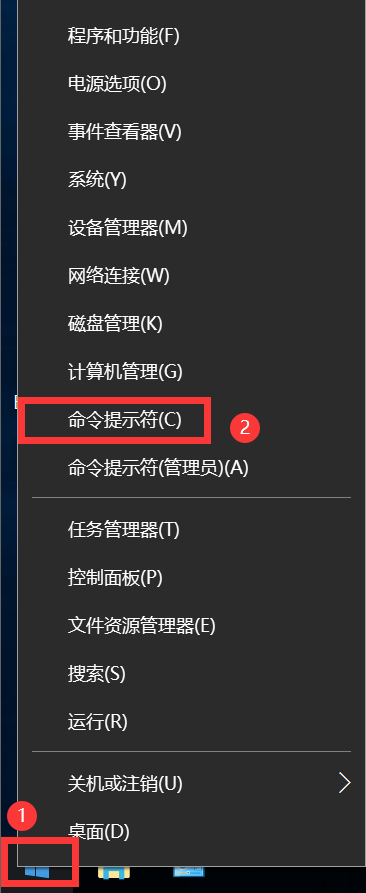 程序和功能(F)
电源选项(O)
事件查看器(V)
系统(Y)
设备管理器(M)
网络连接(W)
磁盘管理(K)
计算机管理(G)
命令提示符(C)
2
命令提示符(管理员)(A)
任务管理器(T)
控制面板(P)
文件资源管理器(E)
搜索(S)
运行(R)
关机或注销(U)
1
桌面(D)